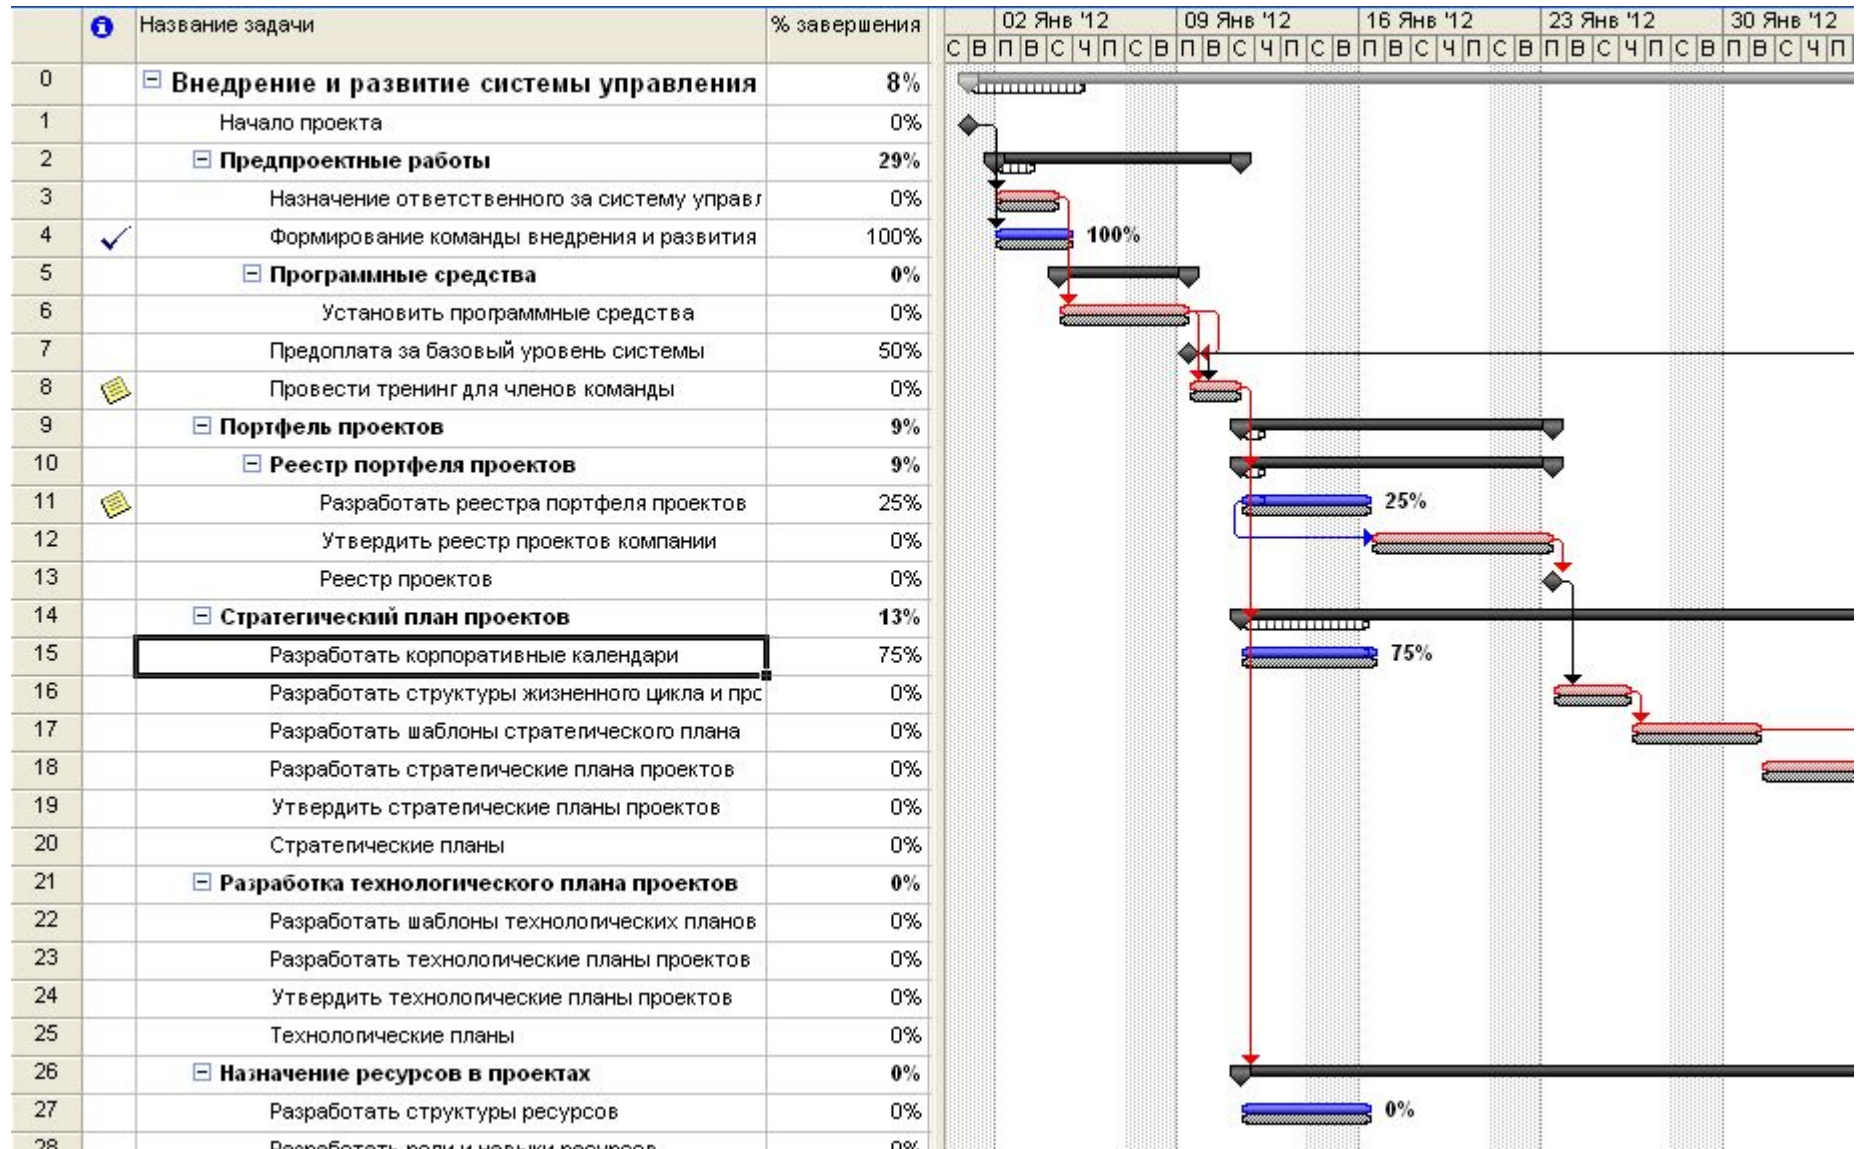 Название задачи % завершения 02 Янв '12 09 Янв '12 16 Янв '12 23 Янв '12 30 Янв '12
С В П В С Ч П С В П В С Ч П С В П В С Ч П С В П В С Ч П С В П В С Ч П
0 Внедрение и развитие системы управления 8%
1 Начало проекта 0%
2 Предпроектные работы 29%
3 Назначение ответственного за систему управл 0%
4 Формирование команды внедрения и развития 100% 100%
5 Программные средства 0%
6 Установить программные средства 0%
7 Предоплата за базовый уровень системы 50%
8 Провести тренинг для членов команды 0%
9 Портфель проектов 9%
10 Реестр портфеля проектов 9%
11 Разработать реестра портфеля проектов 25% 25%
12 Утвердить реестр проектов компании 0%
13 Реестр проектов 0%
14 Стратегический план проектов 13%
15 Разработать корпоративные календари 75% 75%
16 Разработать структуры жизненного цикла и прс 0%
17 Разработать шаблоны стратегического плана 0%
18 Разработать стратегические плана проектов 0%
19 Утвердить стратегические планы проектов 0%
20 Стратегические планы 0%
21 Разработка технологического плана проектов 0%
22 Разработать шаблоны технологических планов 0%
23 Разработать технологические планы проектов 0%
24 Утвердить технологические планы проектов 0%
25 Технологические планы 0%
26 Назначение ресурсов в проектах 0%
27 Разработать структуры ресурсов 0% 0%
28 Разработать роли и навыки ресурсов 0%